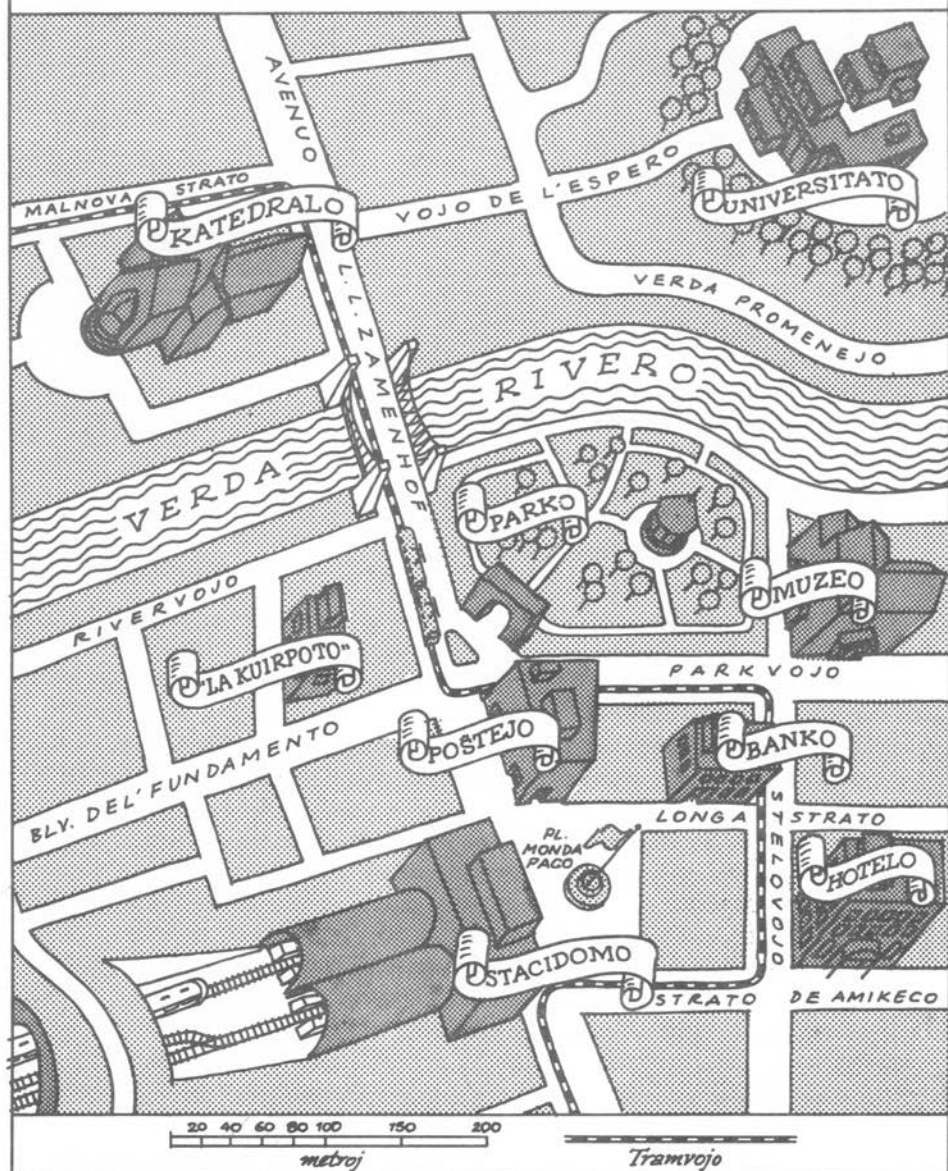 AVENUO
L. L. ZAMENHOF
MALNOVA STRATO
KATEDRALO
VOJO DE L'ESPERO
UNIVERSITATO
VERDA PROMENEJO
VERDA RIVERO
PARKO
MUZEO
RIVERVOJO
"LA KUIRPOTO"
PARKVOJO
POŜTEJO
BANKO
BLV. DEL' FUNDAMENTO
LONGA STRATO
PL.
MONDA
PACO
STELOVOJO
HOTELO
STACIDOMO
STRATO DE AMIKECO
20 40 60 80 100 150 200
metroj
Tramvojo